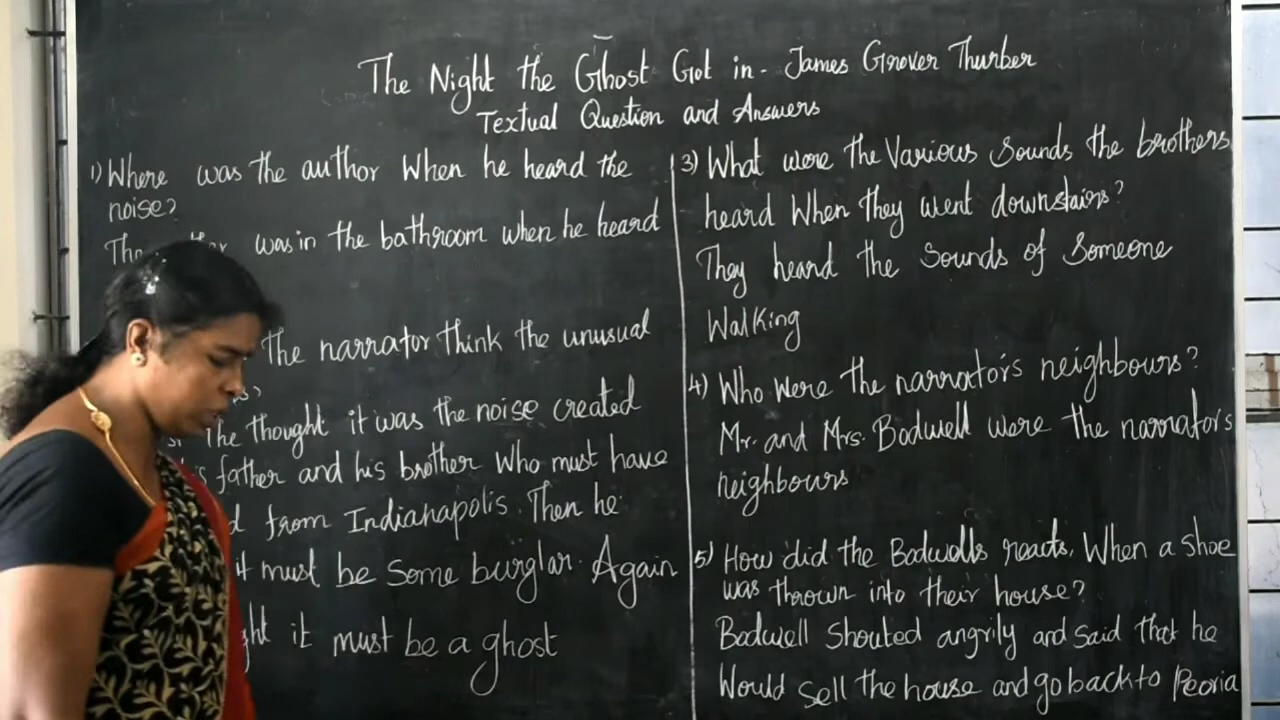 The Night the Ghost Got in - James Grover Thurber
Textual Question and Answers
1) Where was the author When he heard the
noise?
was in the bathroom when he heard
the narrator think the unusual
he thought it was the noise created
father and his brother Who must have
from Indianapolis. Then he
it must be some burglar. Again
it must be a ghost
3) What were the Various Sounds the brothers
heard When they went downstairs?
They heard the Sounds of Someone
Walking
4) Who were the narrator's neighbours?
Mr. and Mrs. Bodwell were the narrator's
neighbours
5) How did the Bodwells reacts, When a shoe
was thrown into their house?
Bodwell Shouted angrily and said that he
Would sell the house and go back to Peoria